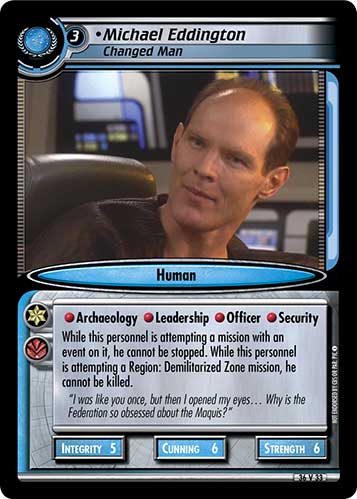 3
•Michael Eddington
Changed Man
Human
Archaeology Leadership Officer Security
While this personnel is attempting a mission with
an event on it, he cannot be stopped. While this personnel
is attempting a Region: Demilitarized Zone mission, he
cannot be killed.
"I was like you once, but then I opened my eyes… Why is the
Federation so obsessed about the Maquis?"
INTEGRITY 5 CUNNING 6 STRENGTH 6
36 V 33